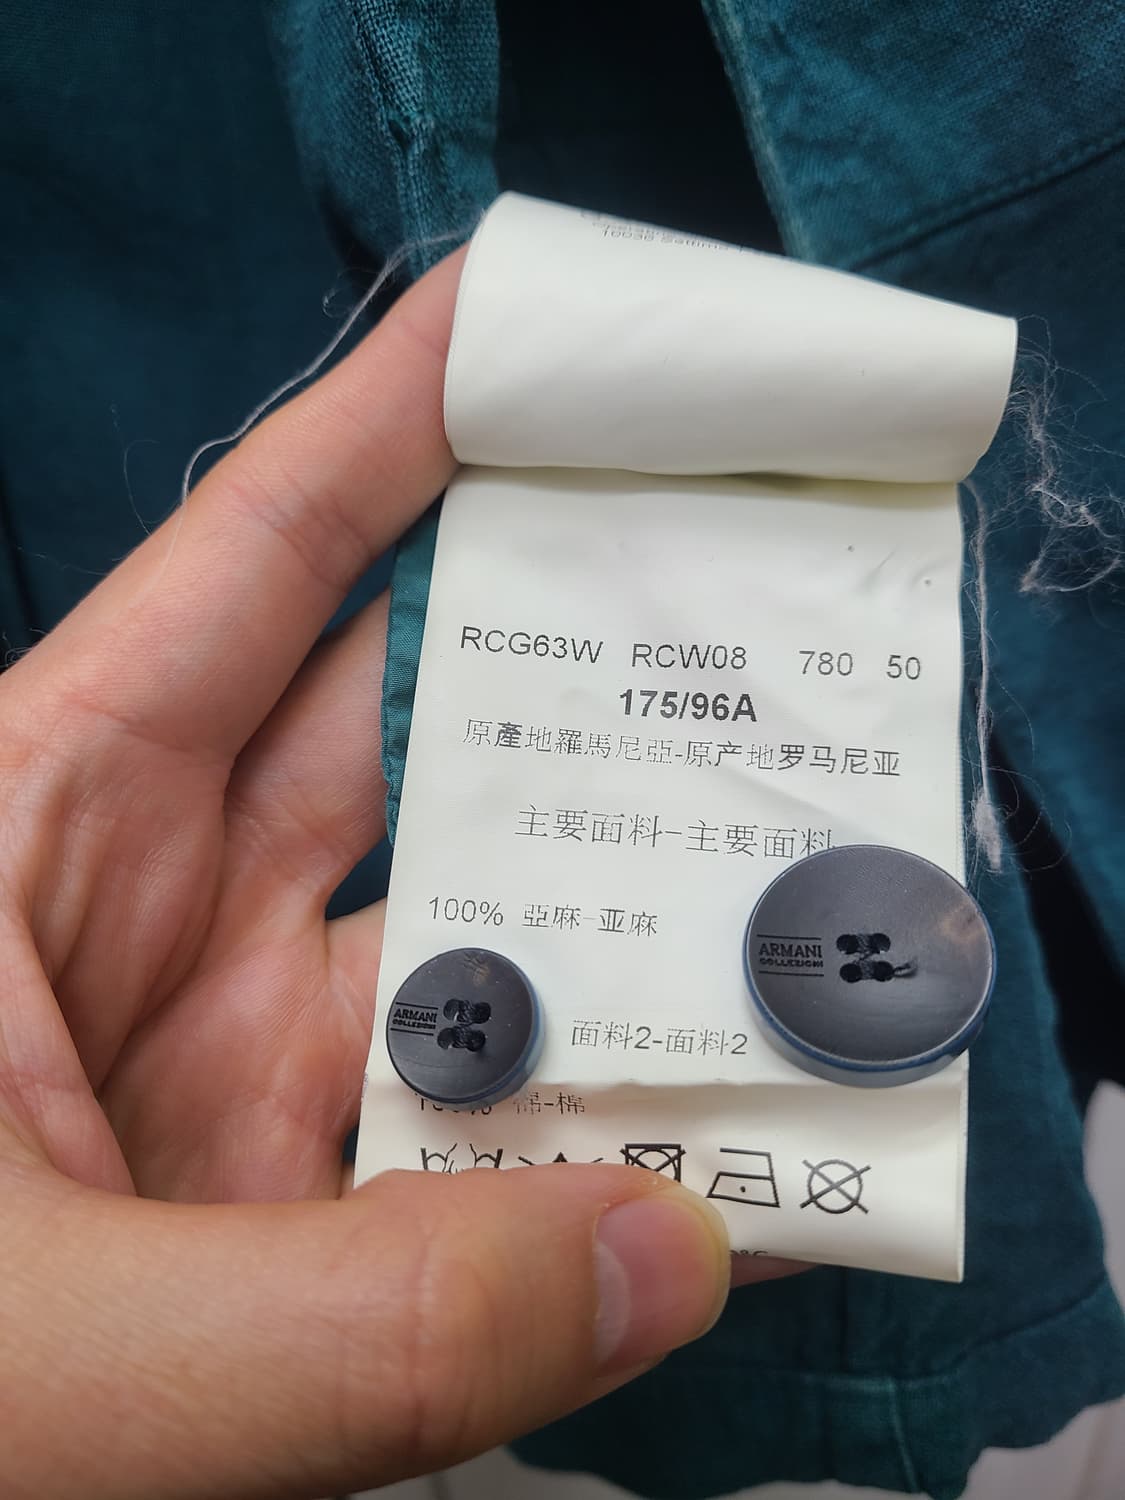 RCG63W RCW08 780 50
175/96A
原產地羅馬尼亞-原产地罗马尼亚
主要面料-主要面料
100% 亞麻-亚麻
ARMANI
COLLEZIONI
ARMANI
COLLEZIONI
面料2-面料2
100% 棉-棉